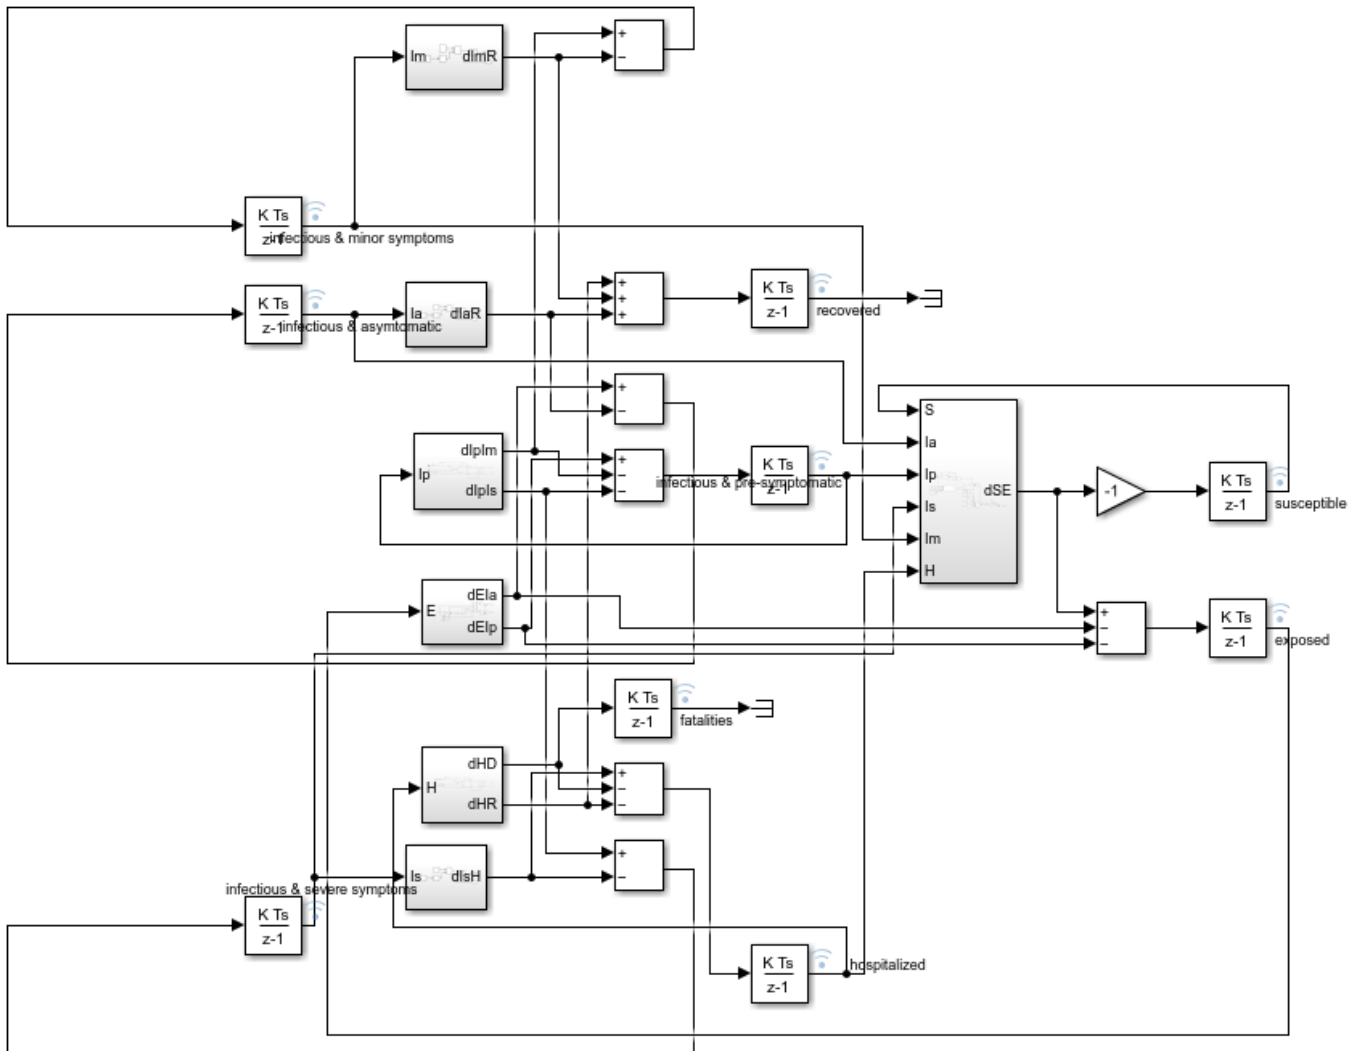 +
−
Im
dImR
K Ts
z-1
infectious & minor symptoms
K Ts
z-1
infectious & asymtomatic
Ia
dIaR
+
+
+
K Ts
z-1
recovered
+
−
S
Ia
Ip
Is
Im
H
dSE
Ip
dIpIm
dIpIs
+
−
−
infectious & pre-symptomatic
K Ts
z-1
-1
K Ts
z-1
susceptible
E
dEIa
dEIp
+
−
−
K Ts
z-1
exposed
K Ts
z-1
fatalities
H
dHD
dHR
+
−
−
Is
dIsH
+
−
infectious & severe symptoms
K Ts
z-1
K Ts
z-1
hospitalized